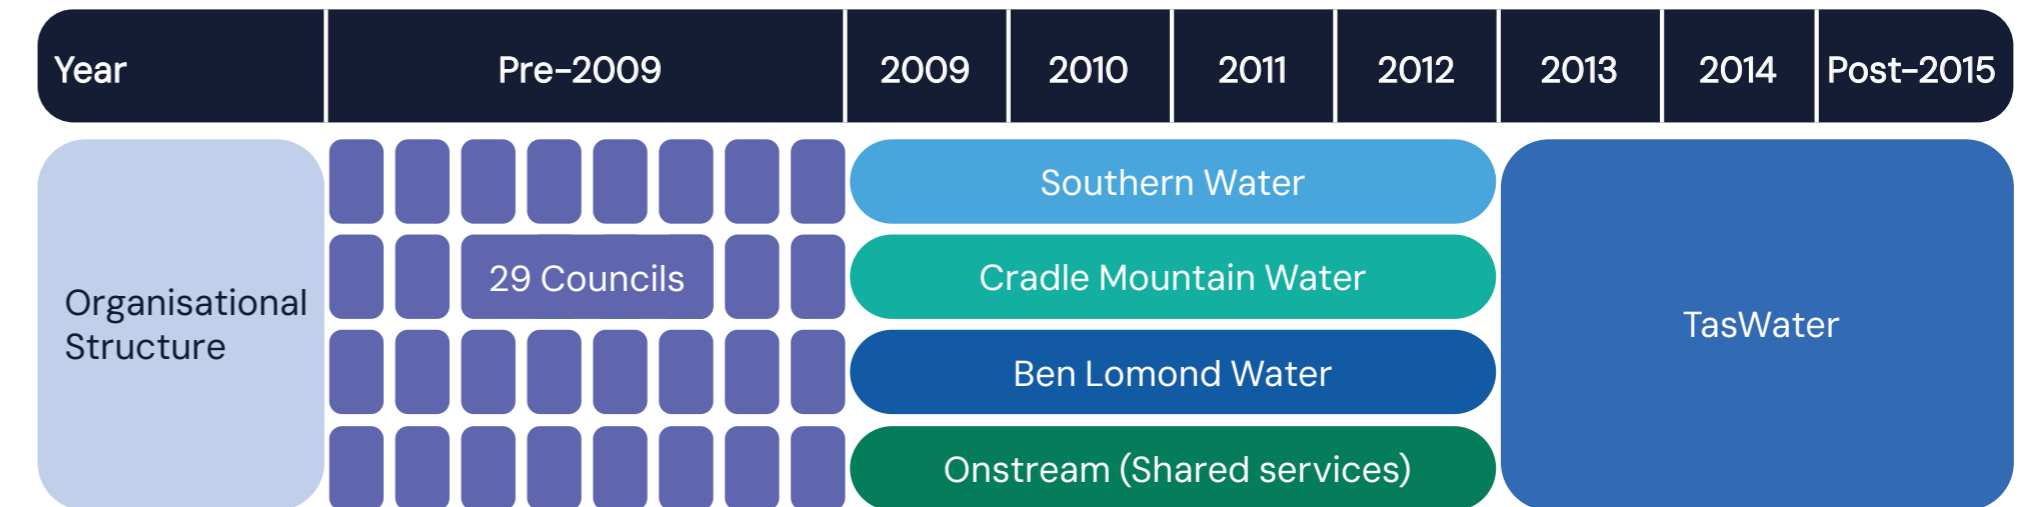 Year Pre-2009 2009 2010 2011 2012 2013 2014 Post-2015
Organisational
Structure
29 Councils
Southern Water
Cradle Mountain Water
Ben Lomond Water
Onstream (Shared services)
TasWater